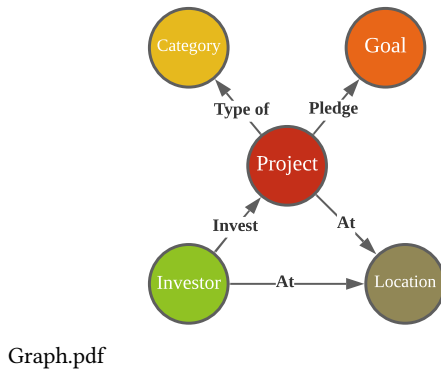 Category
Goal
Type of
Pledge
Project
Invest
At
Investor
At
Location
Graph.pdf